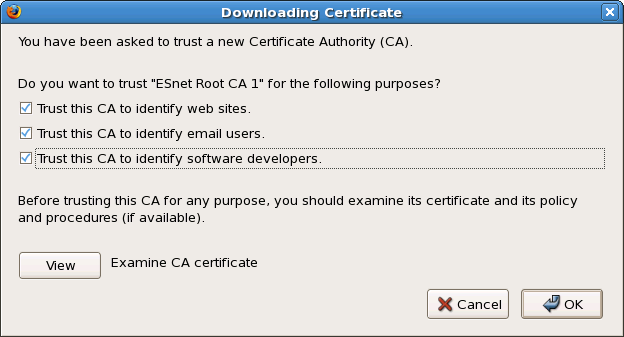 Downloading Certificate
You have been asked to trust a new Certificate Authority (CA).
Do you want to trust "ESnet Root CA 1" for the following purposes?
Trust this CA to identify web sites.
Trust this CA to identify email users.
Trust this CA to identify software developers.
Before trusting this CA for any purpose, you should examine its certificate and its policy
and procedures (if available).
View Examine CA certificate
Cancel OK